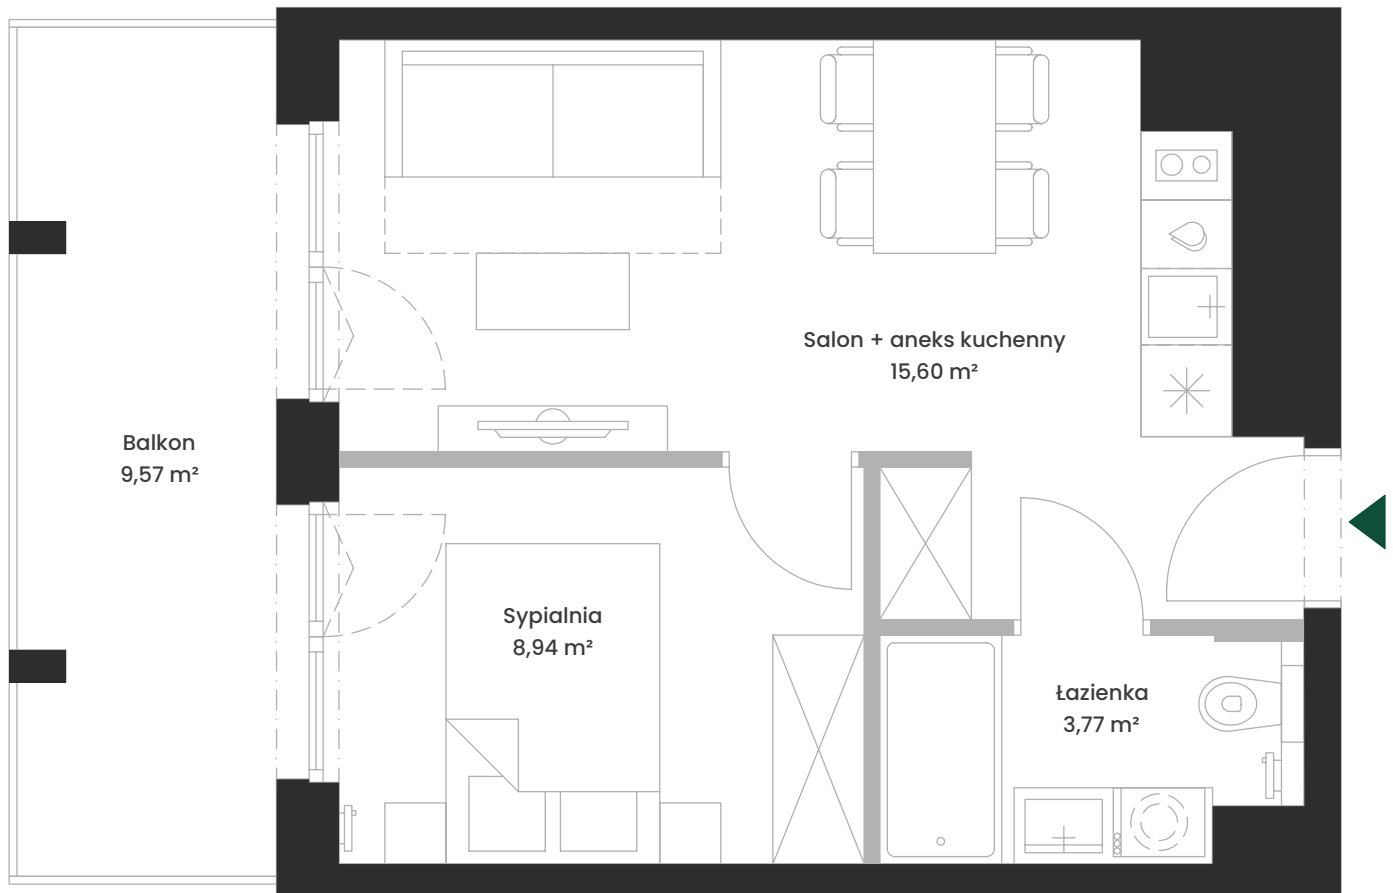 Salon + aneks kuchenny
15,60 m²
Balkon
9,57 m²
Sypialnia
8,94 m²
Łazienka
3,77 m²